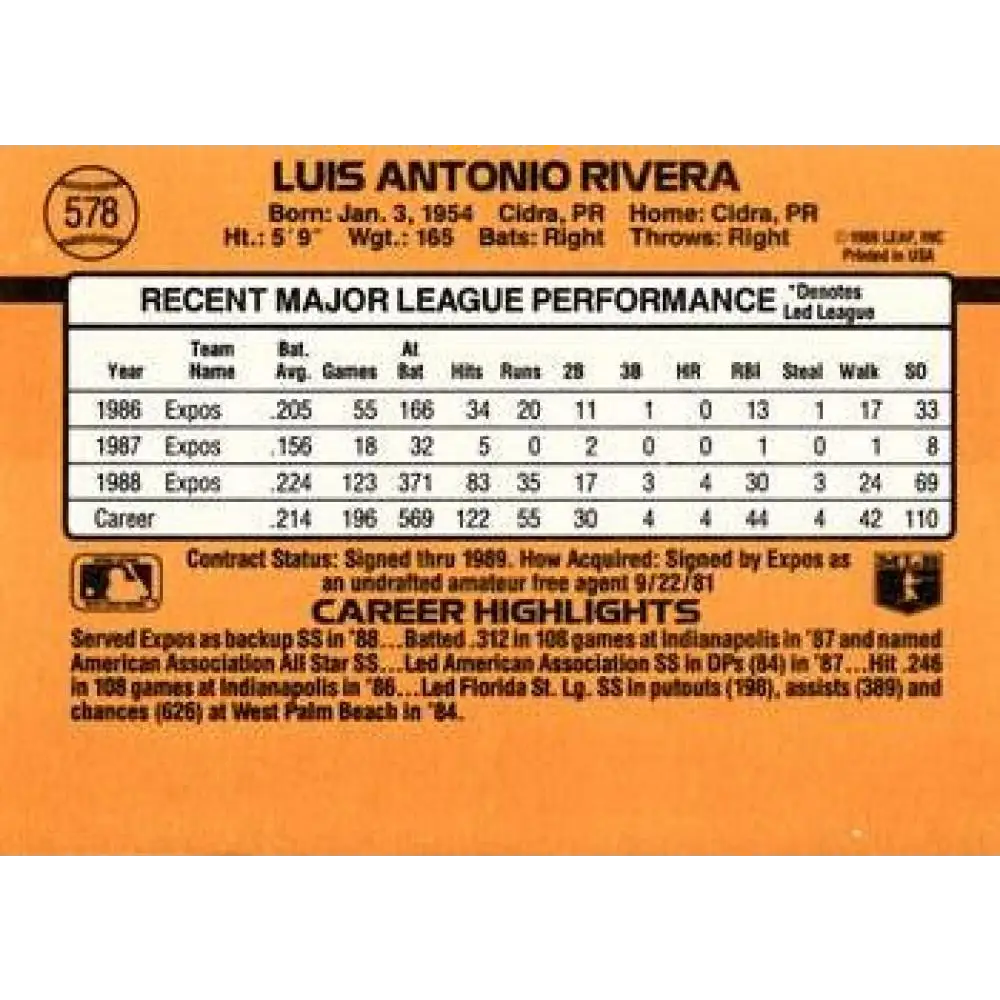 578
LUIS ANTONIO RIVERA
Born: Jan. 3, 1954 Cidra, PR Home: Cidra, PR
Ht.: 5'9" Wgt.: 165 Bats: Right Throws: Right
LEAF, INC
Printed in USA
RECENT MAJOR LEAGUE PERFORMANCE *Denotes Led League
Year Team Name Bat. Avg. Games At Bat Hits Runs 2B 3B HR RBI Steal Walk SO
1986 Expos .205 55 166 34 20 11 1 0 13 1 17 33
1987 Expos .156 18 32 5 0 2 0 0 1 0 1 8
1988 Expos .224 123 371 83 35 17 3 4 30 3 24 69
Career .214 196 569 122 55 30 4 4 44 4 42 110
Contract Status: Signed thru 1989. How Acquired: Signed by Expos as
an undrafted amateur free agent 9/22/81
CAREER HIGHLIGHTS
Served Expos as backup SS in '88...Batted .312 in 108 games at Indianapolis in '87 and named
American Association All Star SS...Led American Association SS in DPs (84) in '87...Hit .246
in 108 games at Indianapolis in '86...Led Florida St. Lg. SS in putouts (198), assists (389) and
chances (626) at West Palm Beach in '84.